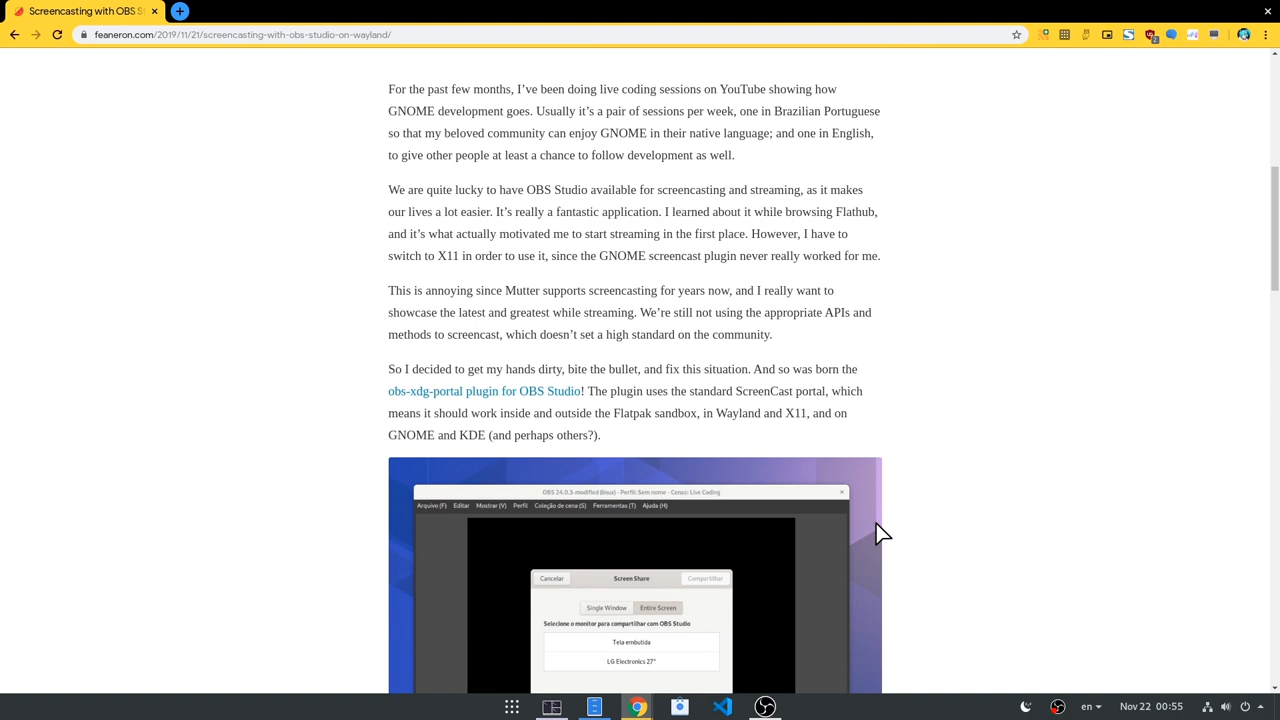 Screencasting with OBS S
feaneron.com/2019/11/21/screencasting-with-obs-studio-on-wayland/
2
For the past few months, I’ve been doing live coding sessions on YouTube showing how
GNOME development goes. Usually it’s a pair of sessions per week, one in Brazilian Portuguese
so that my beloved community can enjoy GNOME in their native language; and one in English,
to give other people at least a chance to follow development as well.
We are quite lucky to have OBS Studio available for screencasting and streaming, as it makes
our lives a lot easier. It’s really a fantastic application. I learned about it while browsing Flathub,
and it’s what actually motivated me to start streaming in the first place. However, I have to
switch to X11 in order to use it, since the GNOME screencast plugin never really worked for me.
This is annoying since Mutter supports screencasting for years now, and I really want to
showcase the latest and greatest while streaming. We’re still not using the appropriate APIs and
methods to screencast, which doesn’t set a high standard on the community.
So I decided to get my hands dirty, bite the bullet, and fix this situation. And so was born the
obs-xdg-portal plugin for OBS Studio! The plugin uses the standard ScreenCast portal, which
means it should work inside and outside the Flatpak sandbox, in Wayland and X11, and on
GNOME and KDE (and perhaps others?).
OBS 24.0.3-modified (linux) - Perfil: Sem nome - Cenas: Live Coding
Arquivo (F) Editar Mostrar (V) Perfil Coleção de cena (S) Ferramentas (T) Ajuda (H)
Cancelar Screen Share Compartilhar
Single Window Entire Screen
Selecione o monitor para compartilhar com OBS Studio
Tela embutida
LG Electronics 27"
en Nov 22 00:55